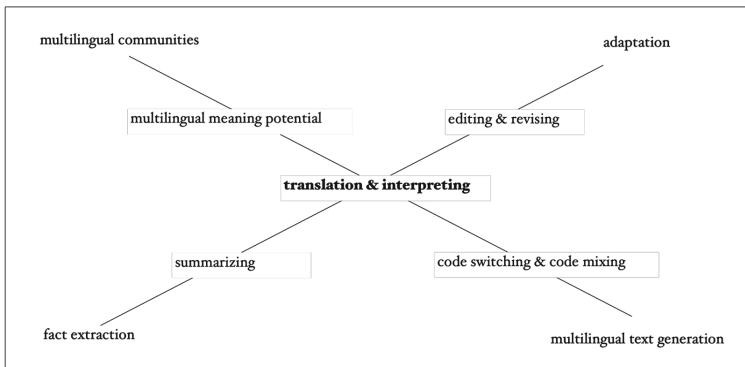 multilingual communities
adaptation
multilingual meaning potential
editing & revising
translation & interpreting
summarizing
code switching & code mixing
fact extraction
multilingual text generation